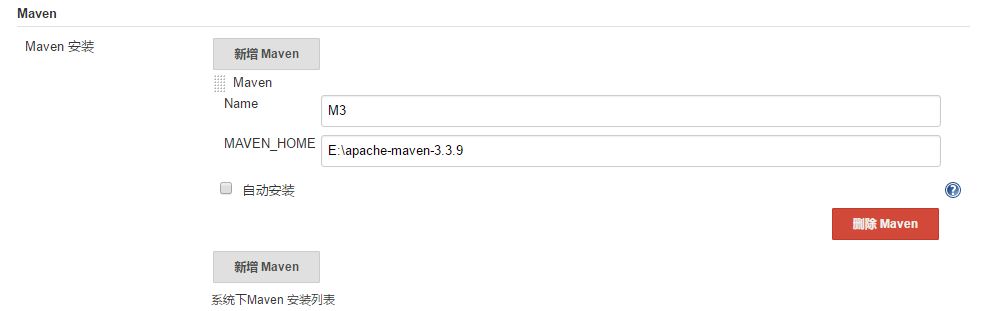 Maven
Maven 安装
新增 Maven
Maven
Name
M3
MAVEN_HOME
E:\apache-maven-3.3.9
自动安装
?
删除 Maven
新增 Maven
系统下Maven 安装列表